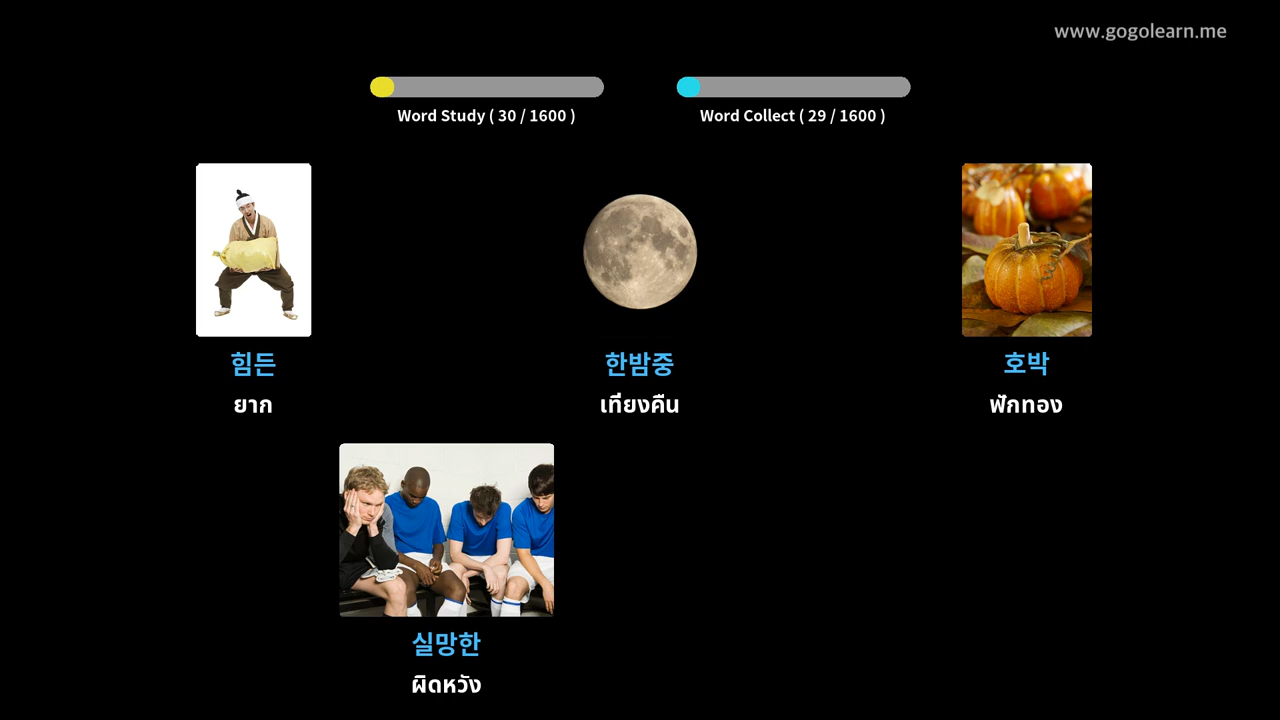 www.gogolearn.me
Word Study ( 30 / 1600 )
Word Collect ( 29 / 1600 )
힘든
한밤중
호박
ยาก
เที่ยงคืน
ฟักทอง
실망한
ผิดหวัง